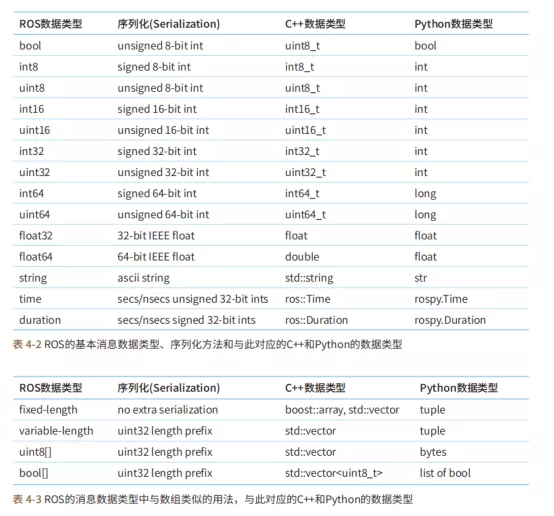 ROS数据类型 序列化(Serialization) C++数据类型 Python数据类型
bool unsigned 8-bit int uint8_t bool
int8 signed 8-bit int int8_t int
uint8 unsigned 8-bit int uint8_t int
int16 signed 16-bit int int16_t int
uint16 unsigned 16-bit int uint16_t int
int32 signed 32-bit int int32_t int
uint32 unsigned 32-bit int uint32_t int
int64 signed 64-bit int int64_t long
uint64 unsigned 64-bit int uint64_t long
float32 32-bit IEEE float float float
float64 64-bit IEEE float double float
string ascii string std::string str
time secs/nsecs unsigned 32-bit ints ros::Time rospy.Time
duration secs/nsecs signed 32-bit ints ros::Duration rospy.Duration
表 4-2 ROS的基本消息数据类型、序列化方法和与此对应的C++和Python的数据类型
ROS数据类型 序列化(Serialization) C++数据类型 Python数据类型
fixed-length no extra serialization boost::array, std::vector tuple
variable-length uint32 length prefix std::vector tuple
uint8[] uint32 length prefix std::vector bytes
bool[] uint32 length prefix std::vector<uint8_t> list of bool
表 4-3 ROS的消息数据类型中与数组类似的用法，与此对应的C++和Python的数据类型